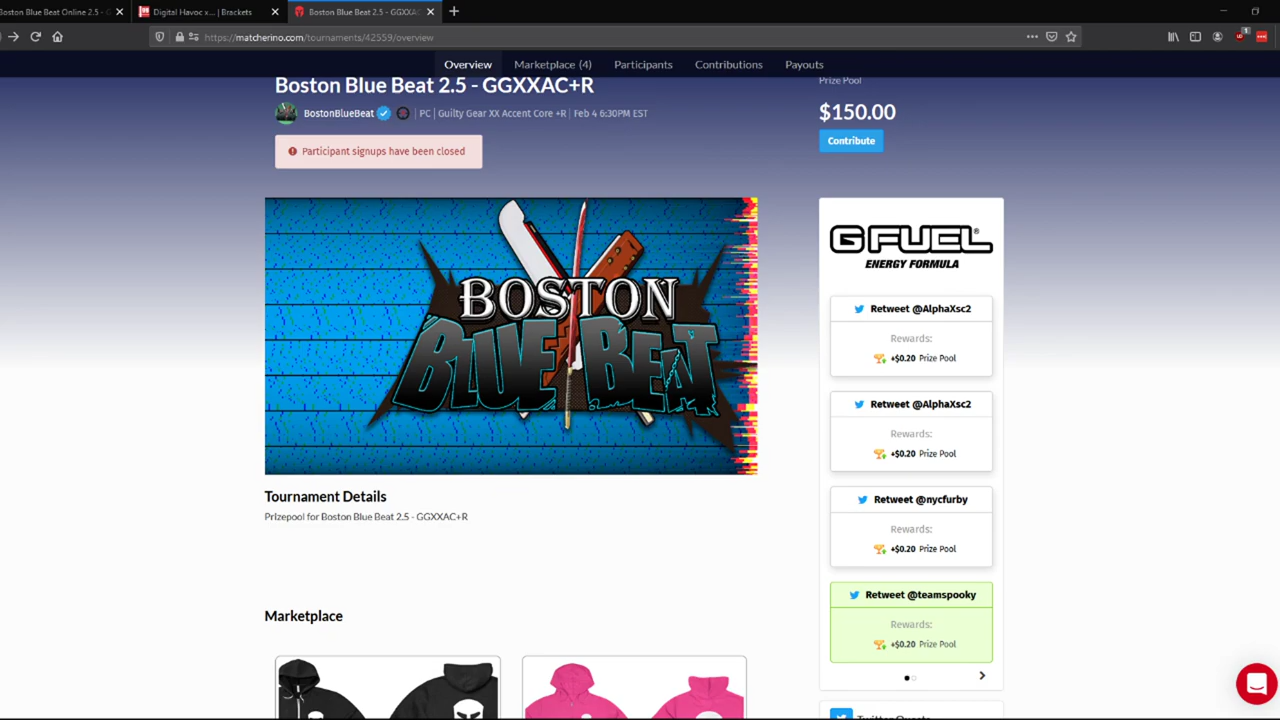 Boston Blue Beat Online 2.5 -
Digital Havoc x... | Brackets
Boston Blue Beat 2.5 - GGXXAC
https://matcherino.com/tournaments/42559/overview
Overview
Marketplace (4)
Participants
Contributions
Payouts
Boston Blue Beat 2.5 - GGXXAC+R
BostonBlueBeat
| PC | Guilty Gear XX Accent Core +R | Feb 4 6:30PM EST
Participant signups have been closed
Prize Pool
$150.00
Contribute
BOSTON
BLUE BEAT
G FUEL®
ENERGY FORMULA
Retweet @AlphaXsc2
Rewards:
+$0.20 Prize Pool
Retweet @AlphaXsc2
Rewards:
+$0.20 Prize Pool
Retweet @nycfurby
Rewards:
+$0.20 Prize Pool
Retweet @teamspooky
Rewards:
+$0.20 Prize Pool
Tournament Details
Prizepool for Boston Blue Beat 2.5 - GGXXAC+R
Marketplace
Twitter Quests